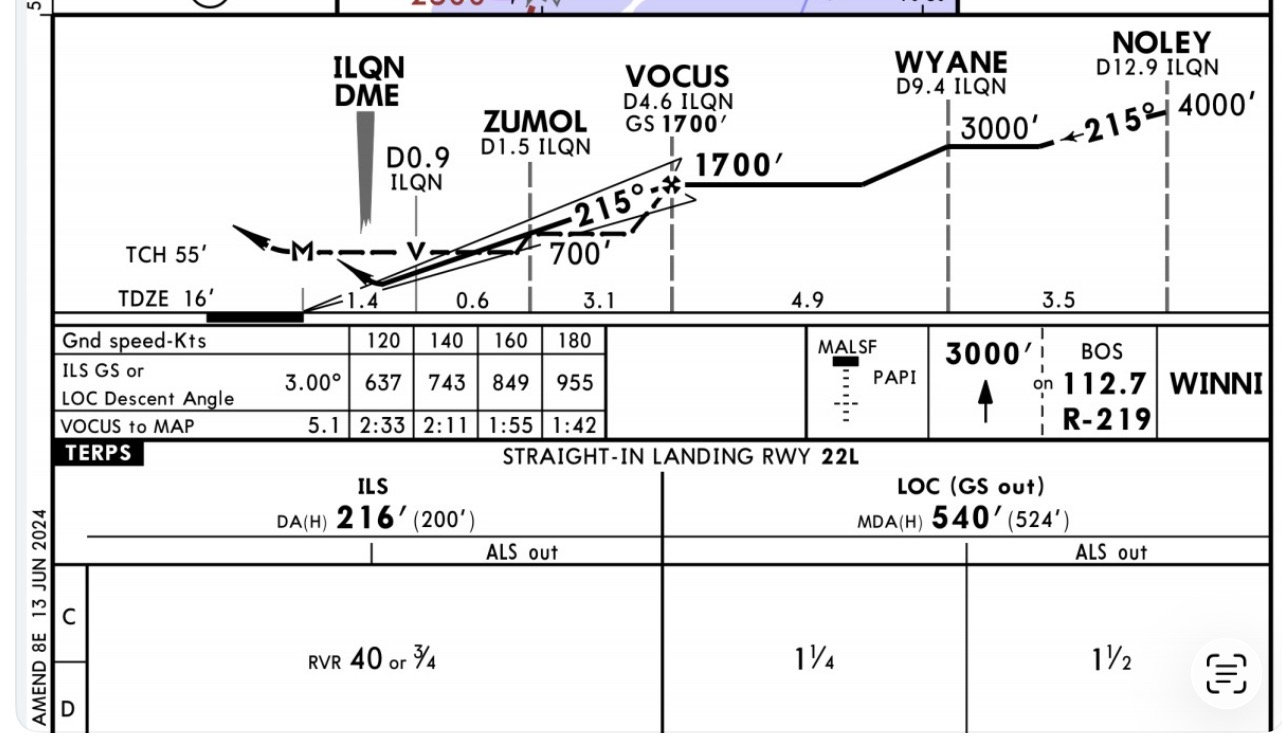 NOLEY
D12.9 ILQN
WYANE
D9.4 ILQN
ILQN
DME
VOCUS
D4.6 ILQN
GS 1700′
ZUMOL
D1.5 ILQN
D0.9
ILQN
4000′
←215°
3000′
1700′
215°
700′
M
V
TCH 55′
TDZE 16′
1.4 0.6 3.1 4.9 3.5
Gnd speed-Kts 120 140 160 180
ILS GS or
LOC Descent Angle 3.00° 637 743 849 955
VOCUS to MAP 5.1 2:33 2:11 1:55 1:42
MALSF
PAPI
3000′
on
BOS
112.7
R-219
WINNI
TERPS
STRAIGHT-IN LANDING RWY 22L
ILS
DA(H) 216′ (200′)
LOC (GS out)
MDA(H) 540′ (524′)
ALS out
ALS out
C
D
RVR 40 or ¾
1¼
1½
AMEND 8E 13 JUN 2024
5